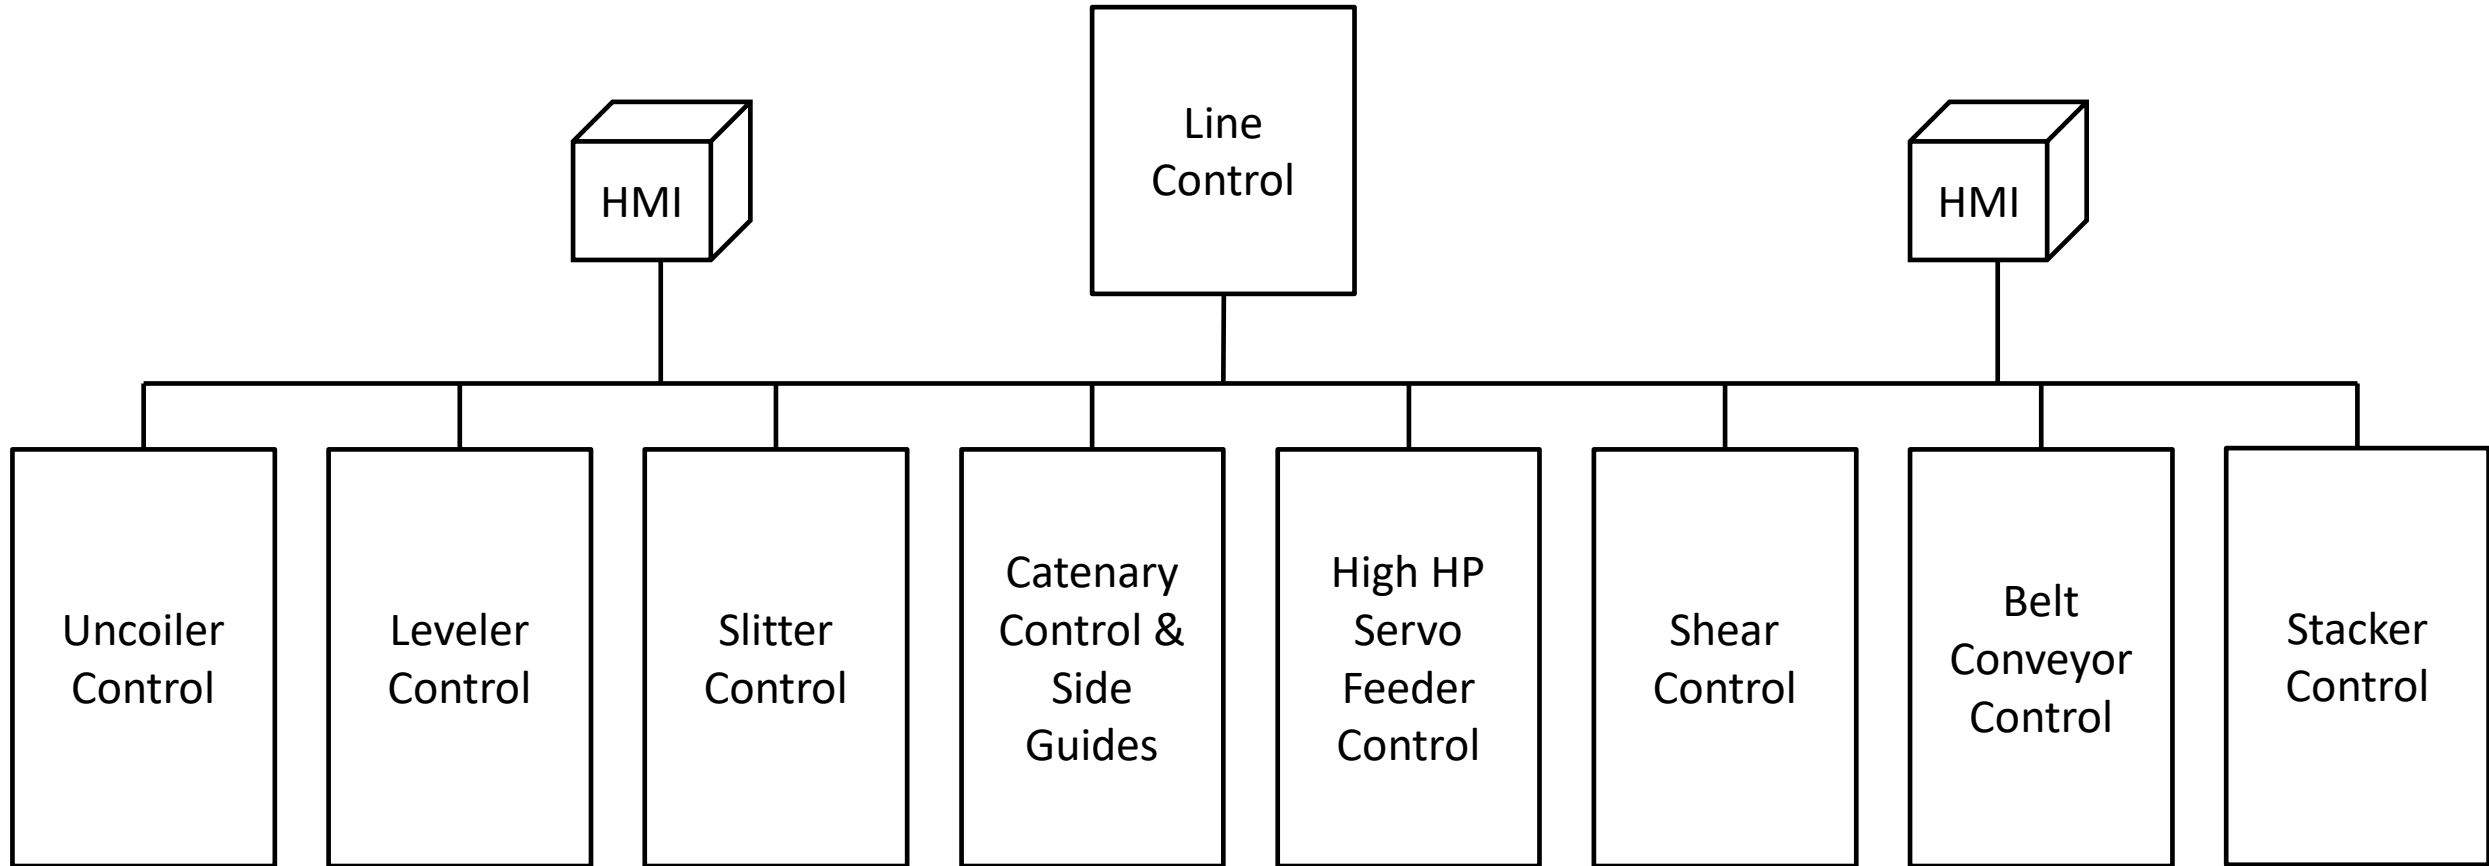 Line
Control
HMI
HMI
Uncoiler
Control
Leveler
Control
Slitter
Control
Catenary
Control &
Side
Guides
High HP
Servo
Feeder
Control
Shear
Control
Belt
Conveyor
Control
Stacker
Control